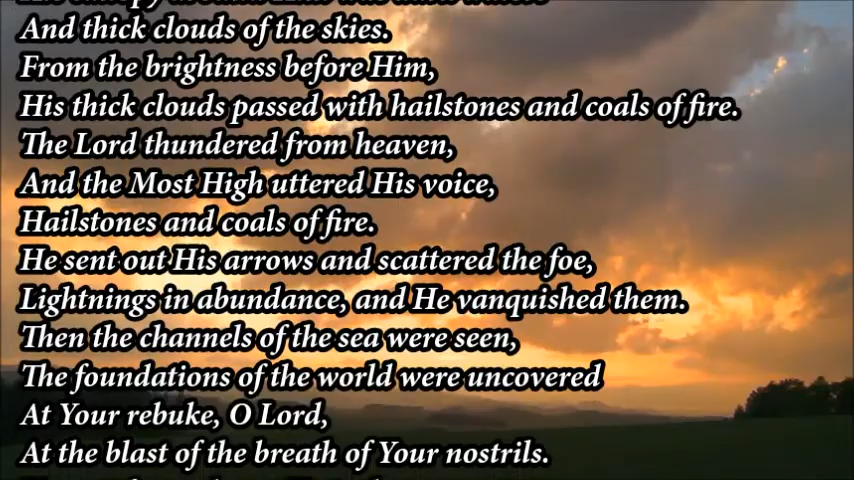 And thick clouds of the skies.
From the brightness before Him,
His thick clouds passed with hailstones and coals of fire.
The Lord thundered from heaven,
And the Most High uttered His voice,
Hailstones and coals of fire.
He sent out His arrows and scattered the foe,
Lightnings in abundance, and He vanquished them.
Then the channels of the sea were seen,
The foundations of the world were uncovered
At Your rebuke, O Lord,
At the blast of the breath of Your nostrils.